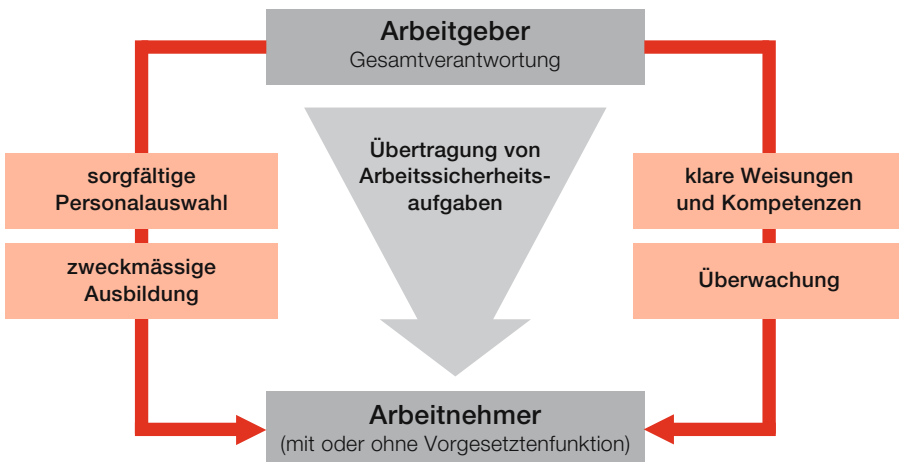 Arbeitgeber
Gesamtverantwortung
Übertragung von
Arbeitssicherheits-
aufgaben
sorgfältige
Personalauswahl
zweckmässige
Ausbildung
klare Weisungen
und Kompetenzen
Überwachung
Arbeitnehmer
(mit oder ohne Vorgesetztenfunktion)